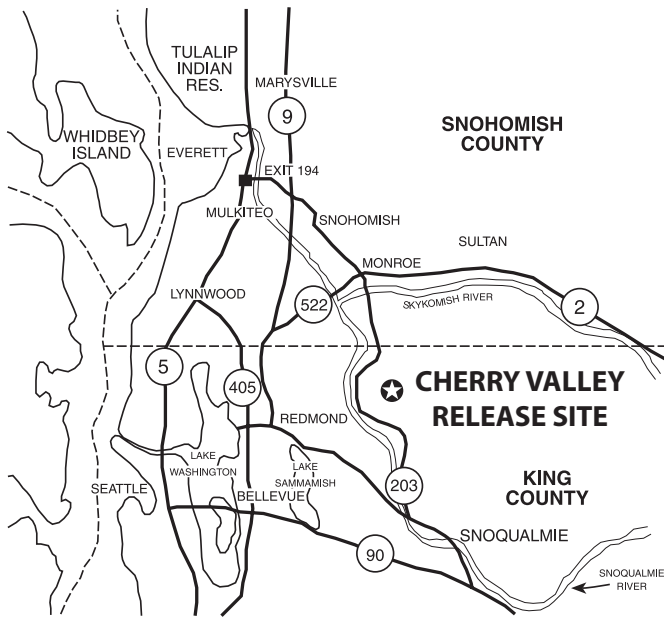 TULALIP
INDIAN
RES.
MARYSVILLE
9
SNOHOMISH
COUNTY
WHIDBEY
ISLAND
EVERETT
EXIT 194
MULKITEO
SNOHOMISH
SULTAN
MONROE
LYNNWOOD
522
SKYKOMISH RIVER
2
5
405
CHERRY VALLEY
RELEASE SITE
REDMOND
LAKE
WASHINGTON
LAKE
SAMMAMISH
SEATTLE
BELLEVUE
203
KING
COUNTY
SNOQUALMIE
90
SNOQUALMIE
RIVER